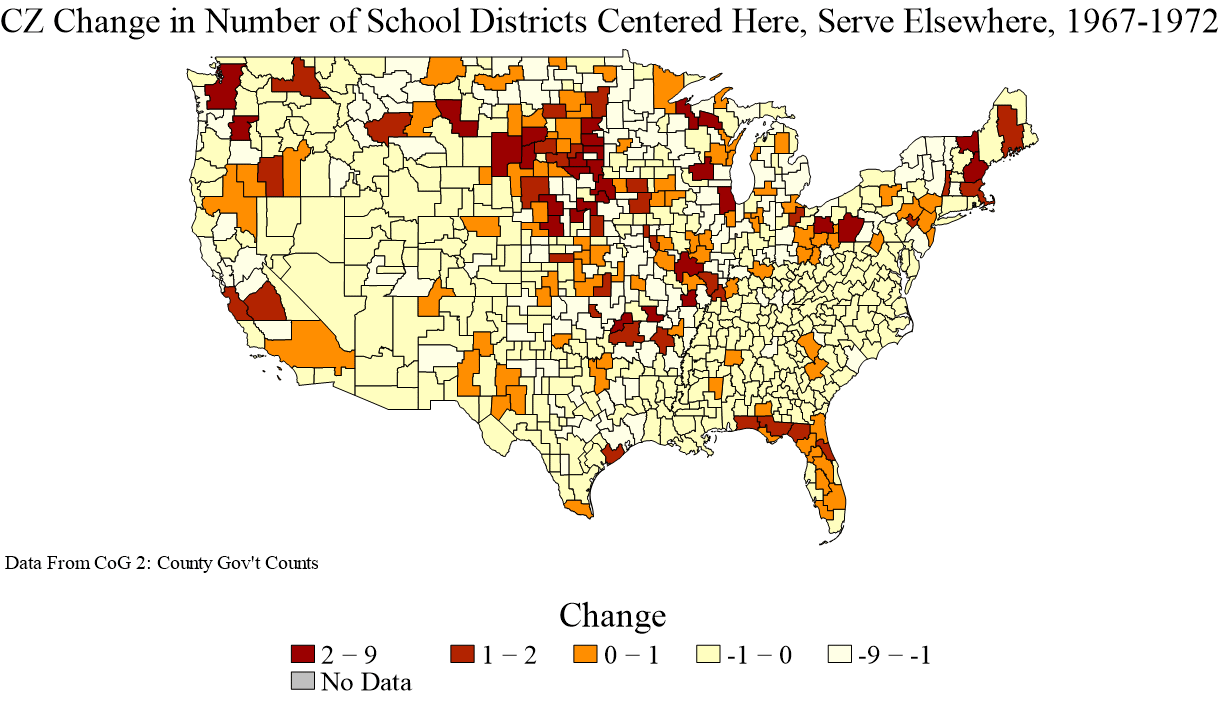 CZ Change in Number of School Districts Centered Here, Serve Elsewhere, 1967-1972
Data From CoG 2: County Gov't Counts
Change
2 − 9 1 − 2 0 − 1 -1 − 0 -9 − -1
No Data